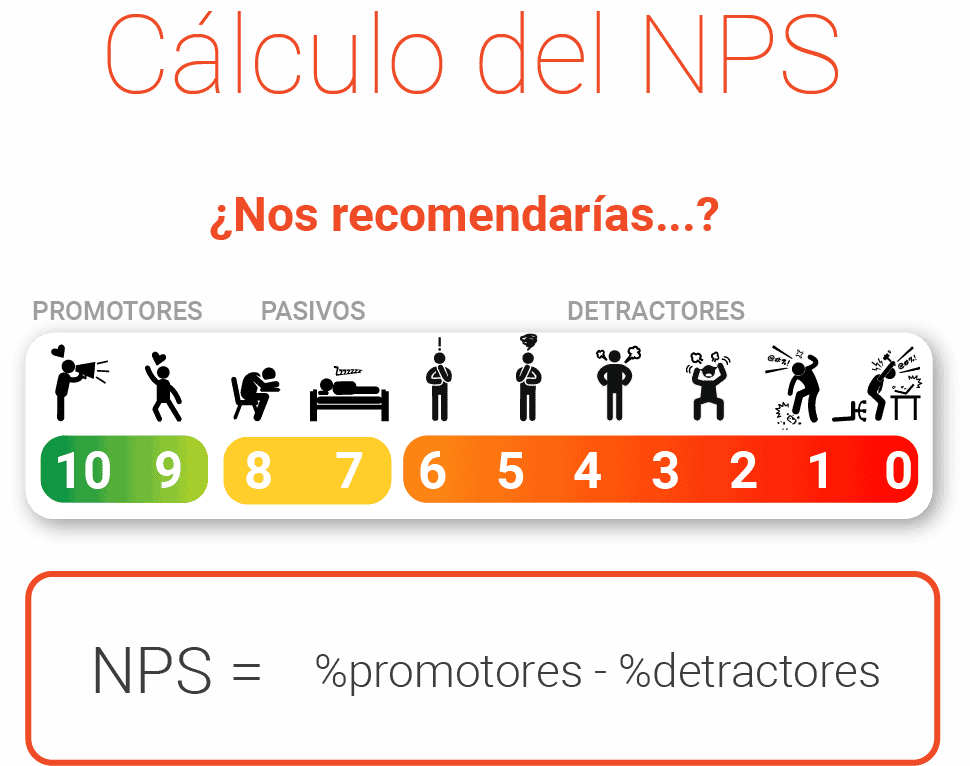 Cálculo del NPS
¿Nos recomendarías...?
PROMOTORES PASIVOS DETRACTORES
10 9 8 7 6 5 4 3 2 1 0
NPS = %promotores - %detractores